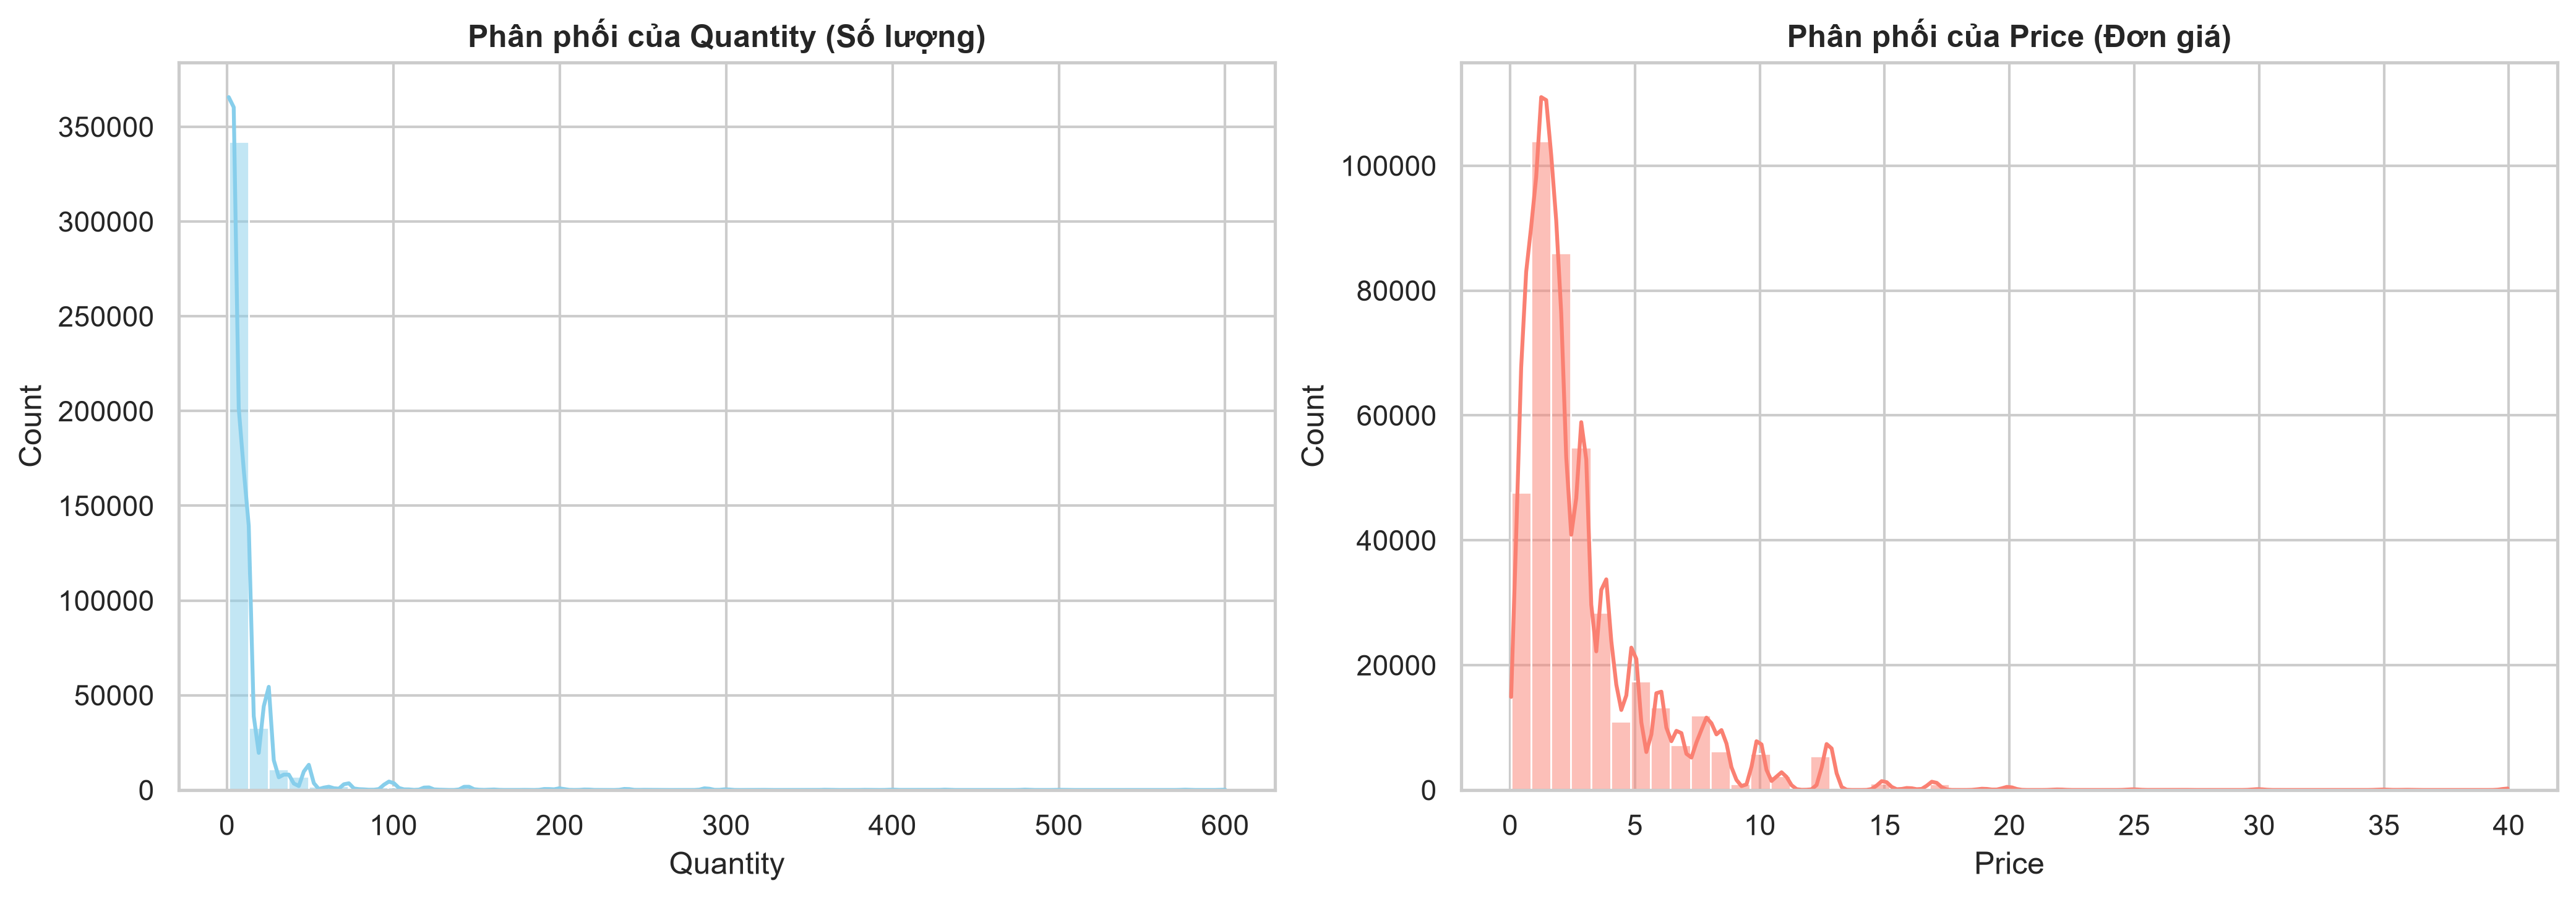 Phân phối của Quantity (Số lượng)
350000
300000
250000
200000
150000
100000
50000
0
Count
0 100 200 300 400 500 600
Quantity
Phân phối của Price (Đơn giá)
100000
80000
60000
40000
20000
0
Count
0 5 10 15 20 25 30 35 40
Price